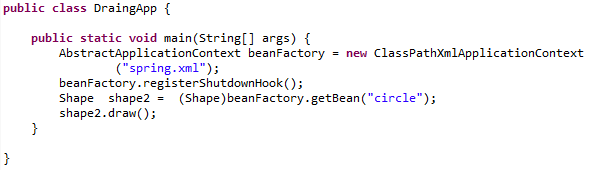 public class DraingApp {
public static void main(String[] args) {
AbstractApplicationContext beanFactory = new ClassPathXmlApplicationContext
("spring.xml");
beanFactory.registerShutdownHook();
Shape  shape2 =  (Shape)beanFactory.getBean("circle");
shape2.draw();
}
}